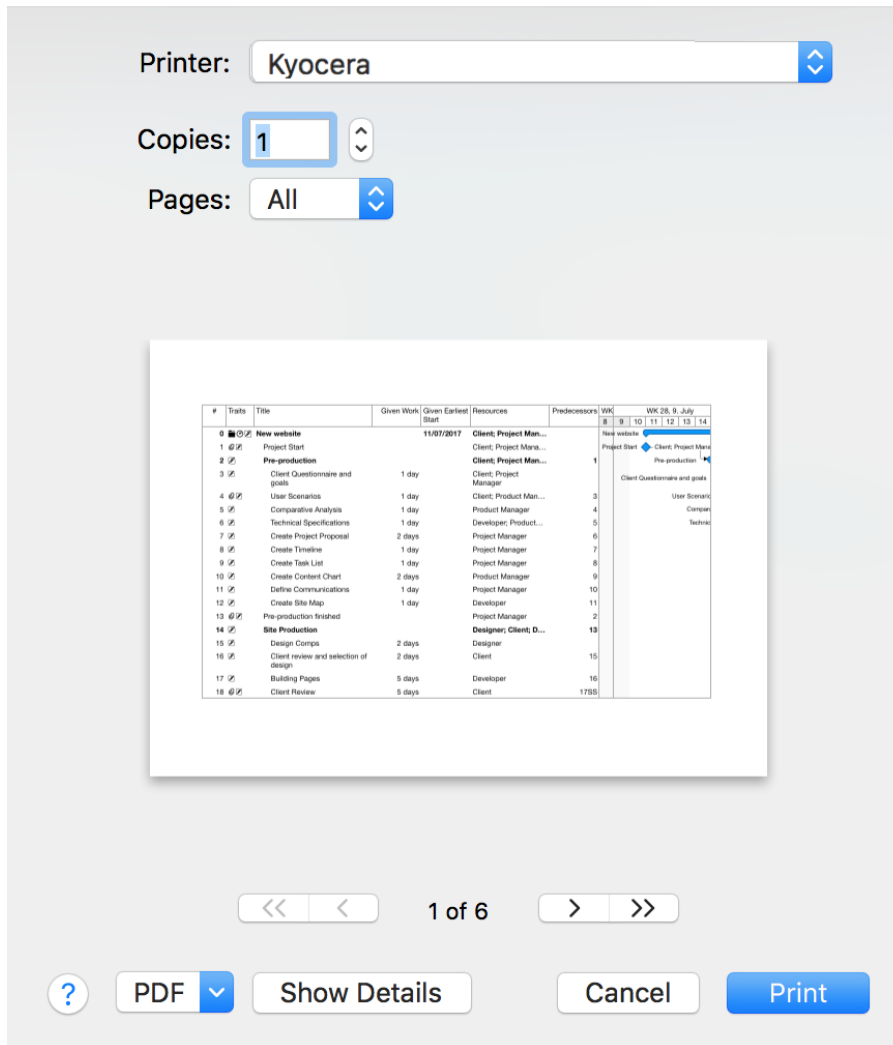 Printer: Kyocera
Copies: 1
Pages: All
# Traits Title Given Work Given Earliest Start Resources Predecessors WK WK 28, 9. July
8 9 10 11 12 13 14
0 New website 11/07/2017 Client; Project Man... New website
1 Project Start Client; Project Mana... Project Start Client; Project Mana
2 Pre-production Client; Project Man... 1 Pre-production
3 Client Questionnaire and goals 1 day Client; Project Manager Client Questionnaire and goals
4 User Scenarios 1 day Client; Product Man... 3 User Scenario
5 Comparative Analysis 1 day Product Manager 4 Compar
6 Technical Specifications 1 day Developer; Product... 5 Technic
7 Create Project Proposal 2 days Project Manager 6
8 Create Timeline 1 day Project Manager 7
9 Create Task List 1 day Project Manager 8
10 Create Content Chart 2 days Product Manager 9
11 Define Communications 1 day Project Manager 10
12 Create Site Map 1 day Developer 11
13 Pre-production finished Project Manager 2
14 Site Production Designer; Client; D... 13
15 Design Comps 2 days Designer
16 Client review and selection of design 2 days Client 15
17 Building Pages 5 days Developer 16
18 Client Review 5 days Client 17SS
<< < 1 of 6 > >>
? PDF Show Details Cancel Print